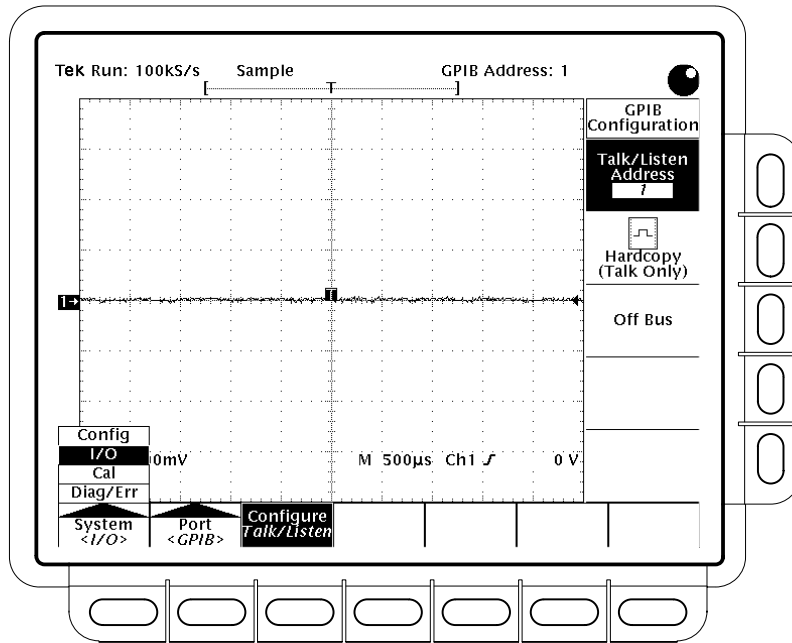 Tek Run: 100kS/s Sample GPIB Address: 1
T
GPIB
Configuration
Talk/Listen
Address
1
Hardcopy
(Talk Only)
Off Bus
T
1→
Config
I/O
Cal
Diag/Err
0mV M 500µs Ch1 0 V
System
<I/O>
Port
<GPIB>
Configure
Talk/Listen